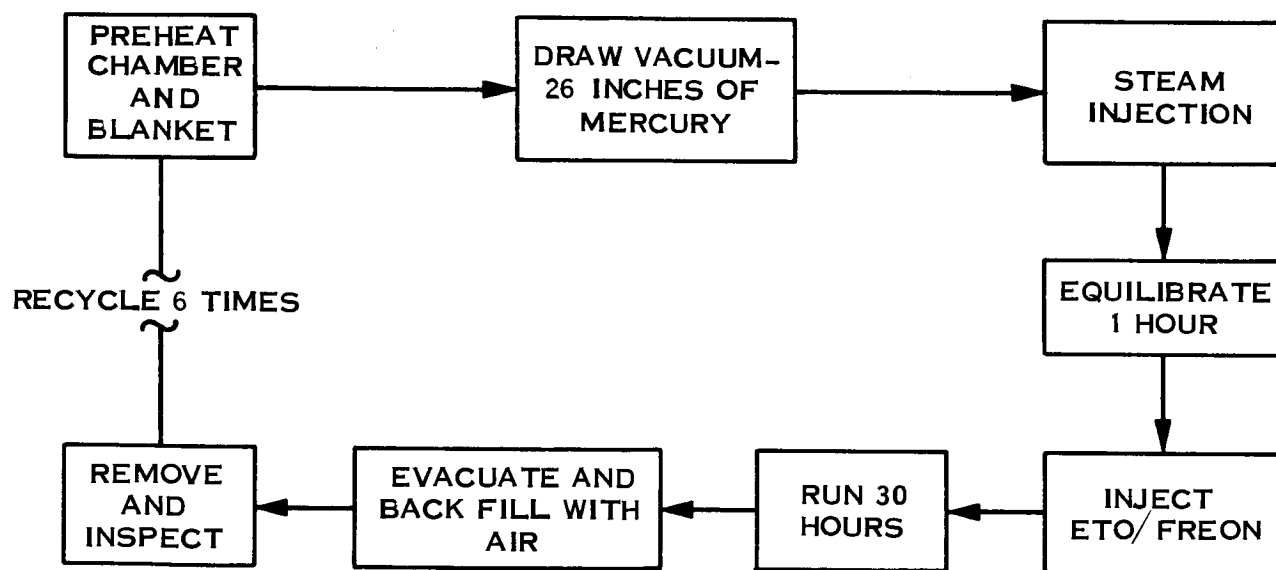 PREHEAT
CHAMBER
AND
BLANKET
DRAW VACUUM-
26 INCHES OF
MERCURY
STEAM
INJECTION
EQUILIBRATE
1 HOUR
INJECT
ETO/FREON
RUN 30
HOURS
EVACUATE AND
BACK FILL WITH
AIR
REMOVE
AND
INSPECT
RECYCLE 6 TIMES